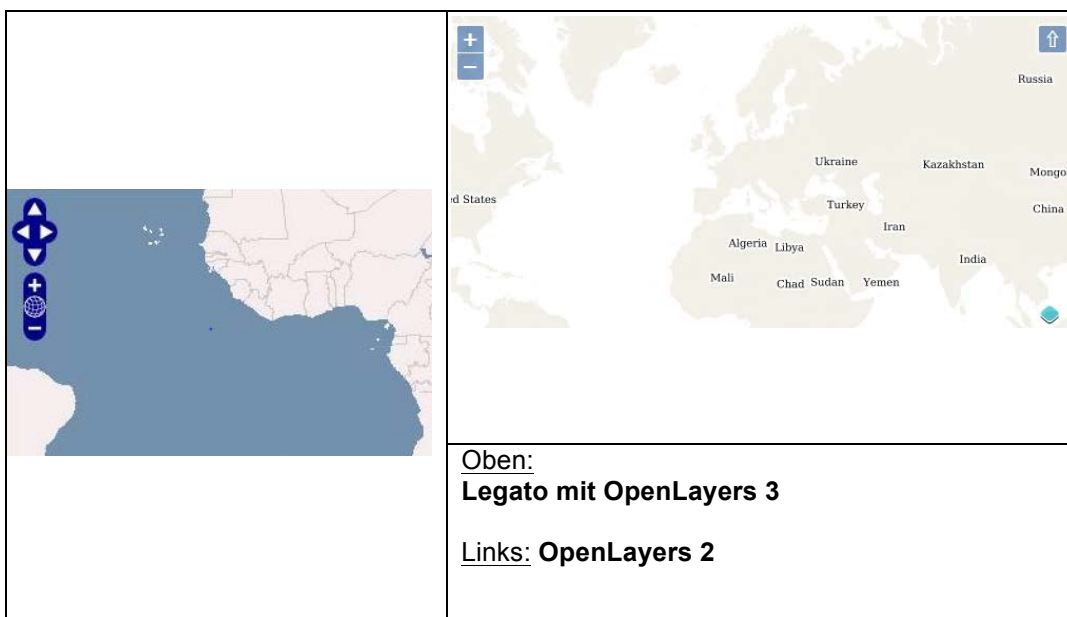 +
−
⇧
Russia
Ukraine
Kazakhstan
Mongo
ed States
Turkey
China
Iran
Algeria
Libya
India
Mali
Chad
Sudan
Yemen
+
−
Oben:
Legato mit OpenLayers 3
Links: OpenLayers 2